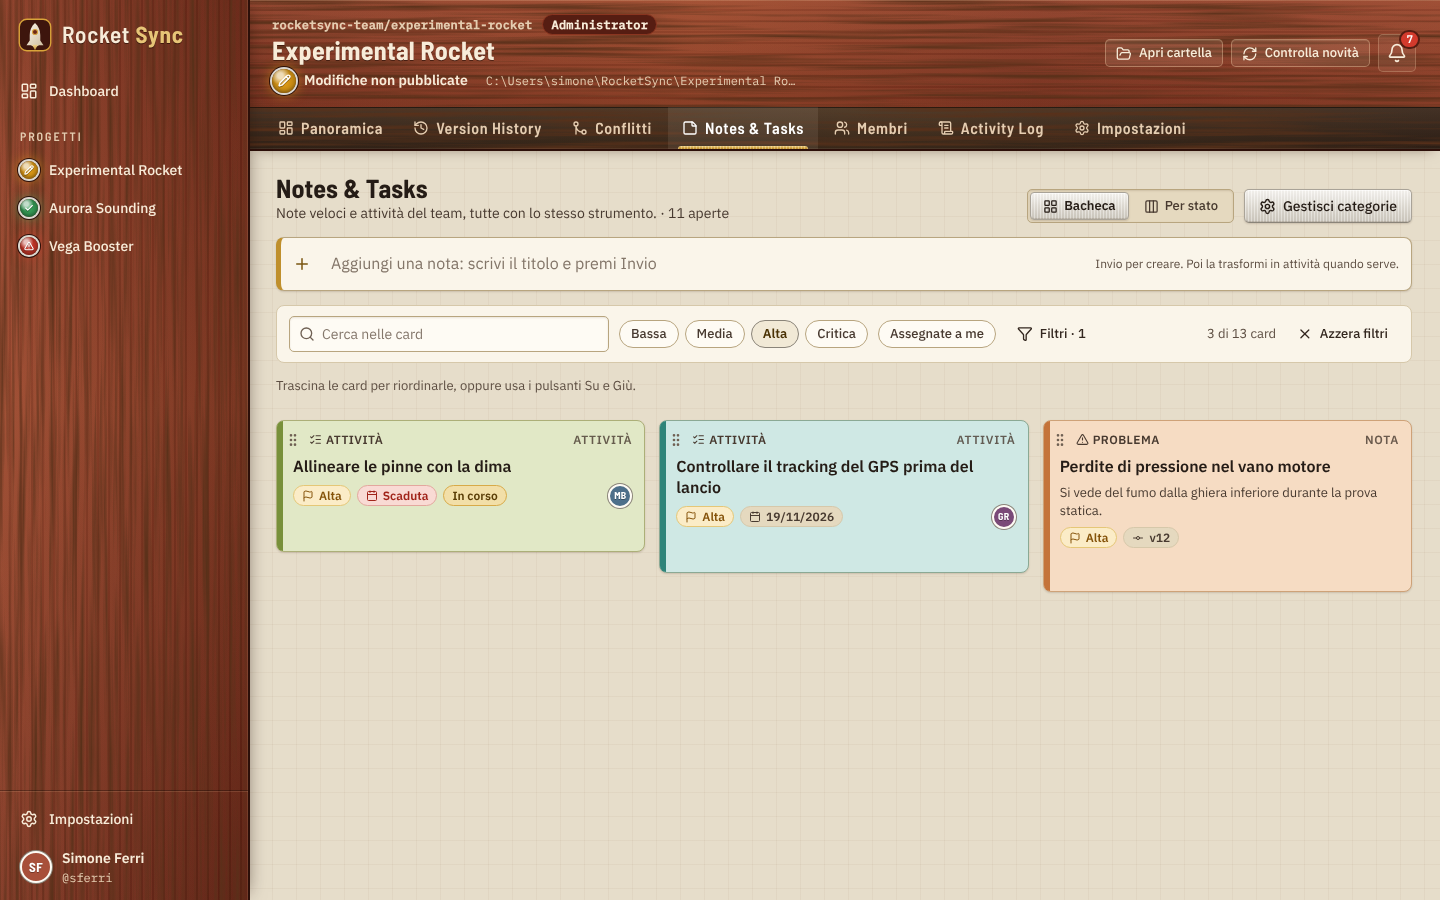 Rocket Sync
Dashboard
PROGETTI
Experimental Rocket
Aurora Sounding
Vega Booster
Impostazioni
SF
Simone Ferri
@sferri
rocketsync-team/experimental-rocket Administrator
Experimental Rocket
Modifiche non pubblicate C:\Users\simone\RocketSync\Experimental Ro…
Apri cartella Controlla novità 7
Panoramica Version History Conflitti Notes & Tasks Membri Activity Log Impostazioni
Notes & Tasks
Note veloci e attività del team, tutte con lo stesso strumento. · 11 aperte
Bacheca Per stato Gestisci categorie
Aggiungi una nota: scrivi il titolo e premi Invio Invio per creare. Poi la trasformi in attività quando serve.
Cerca nelle card Bassa Media Alta Critica Assegnate a me Filtri · 1 3 di 13 card Azzera filtri
Trascina le card per riordinarle, oppure usa i pulsanti Su e Giù.
ATTIVITÀ ATTIVITÀ
Allineare le pinne con la dima
Alta Scaduta In corso MB
ATTIVITÀ ATTIVITÀ
Controllare il tracking del GPS prima del
lancio
Alta 19/11/2026 GR
PROBLEMA NOTA
Perdite di pressione nel vano motore
Si vede del fumo dalla ghiera inferiore durante la prova
statica.
Alta v12